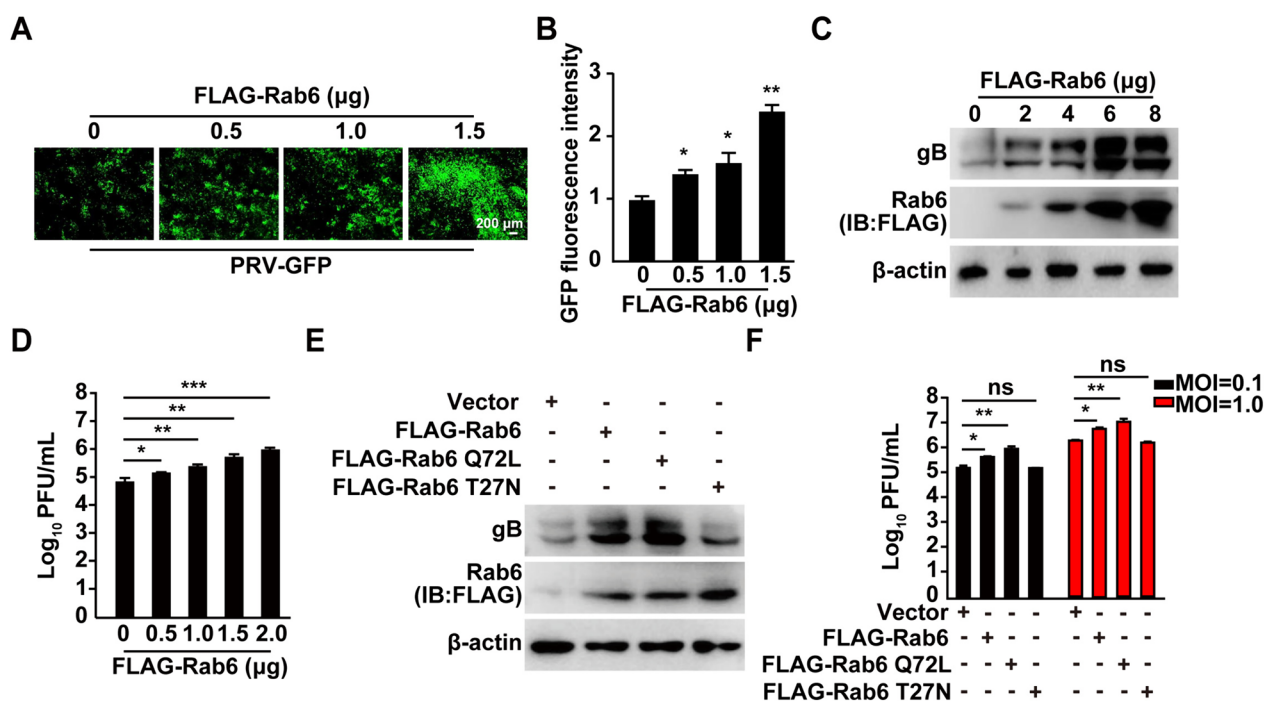 A
FLAG-Rab6 (μg)
0 0.5 1.0 1.5
200 μm
PRV-GFP
B
GFP fluorescence intensity
3
2
1
0
* * **
0 0.5 1.0 1.5
FLAG-Rab6 (μg)
C
FLAG-Rab6 (μg)
0 2 4 6 8
gB
Rab6
(IB:FLAG)
β-actin
D
Log10 PFU/mL
8
7
6
5
4
3
2
1
0
***
**
**
*
0 0.5 1.0 1.5 2.0
FLAG-Rab6 (μg)
E
Vector + - - -
FLAG-Rab6 - + - -
FLAG-Rab6 Q72L - - + -
FLAG-Rab6 T27N - - - +
gB
Rab6
(IB:FLAG)
β-actin
F
MOI=0.1
MOI=1.0
Log10 PFU/mL
8
7
6
5
4
3
2
1
0
ns
**
*
ns
**
*
Vector + - - - + - - -
FLAG-Rab6 - + - - - + - -
FLAG-Rab6 Q72L - - + - - - + -
FLAG-Rab6 T27N - - - + - - - +